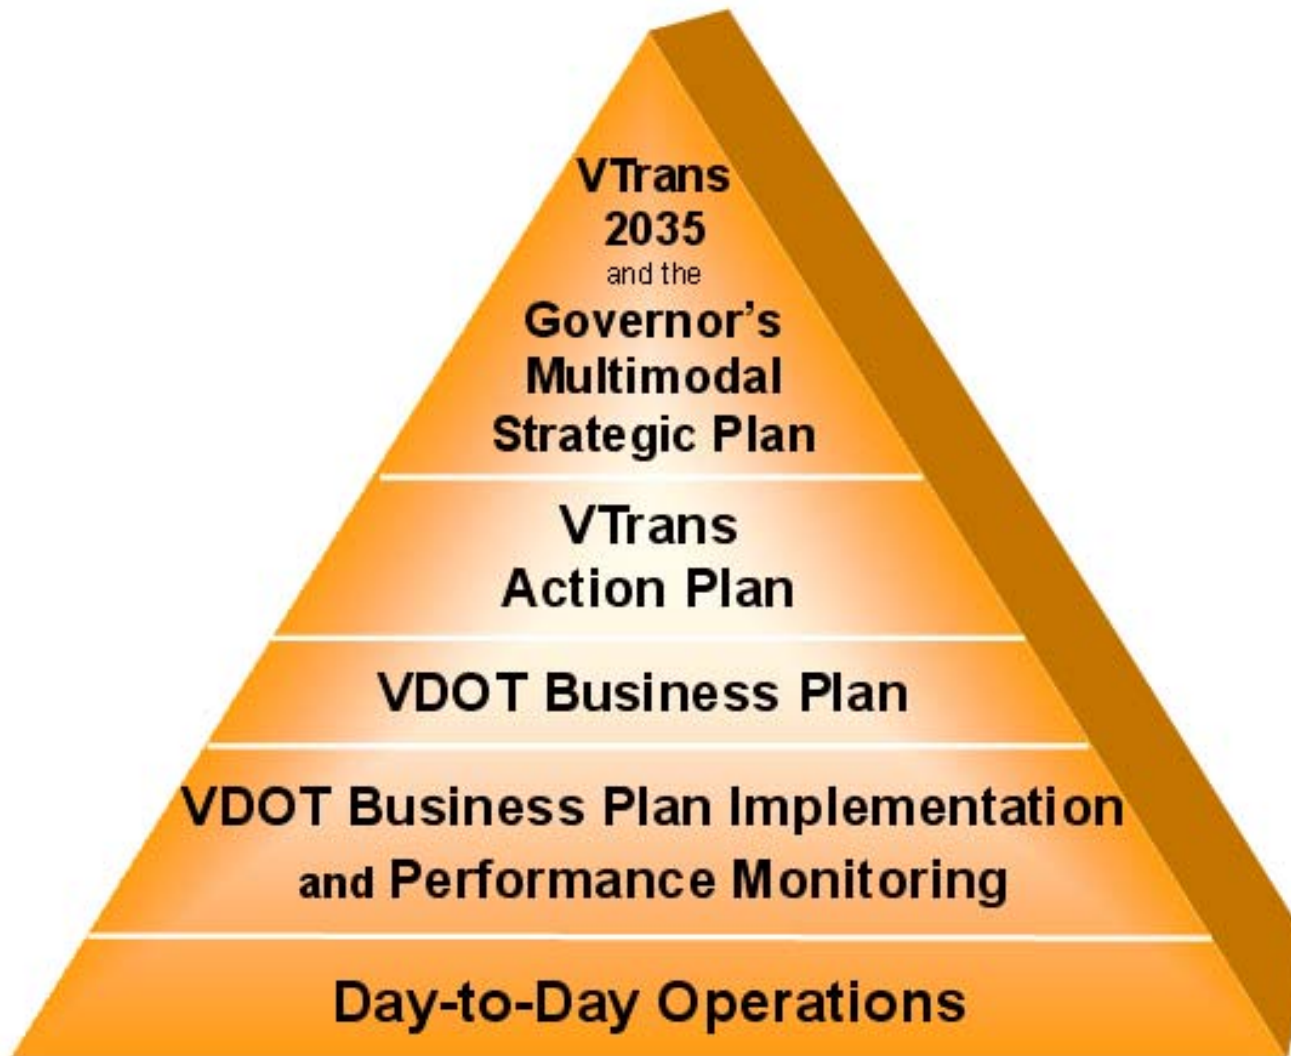 VTrans
2035
and the
Governor’s
Multimodal
Strategic Plan
VTrans
Action Plan
VDOT Business Plan
VDOT Business Plan Implementation
and Performance Monitoring
Day-to-Day Operations